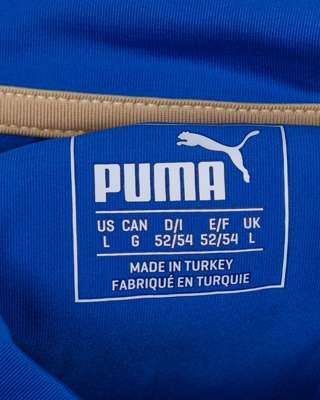 PUMA
US CAN D/I E/F UK
L G 52/54 52/54 L
MADE IN TURKEY
FABRIQUÉ EN TURQUIE